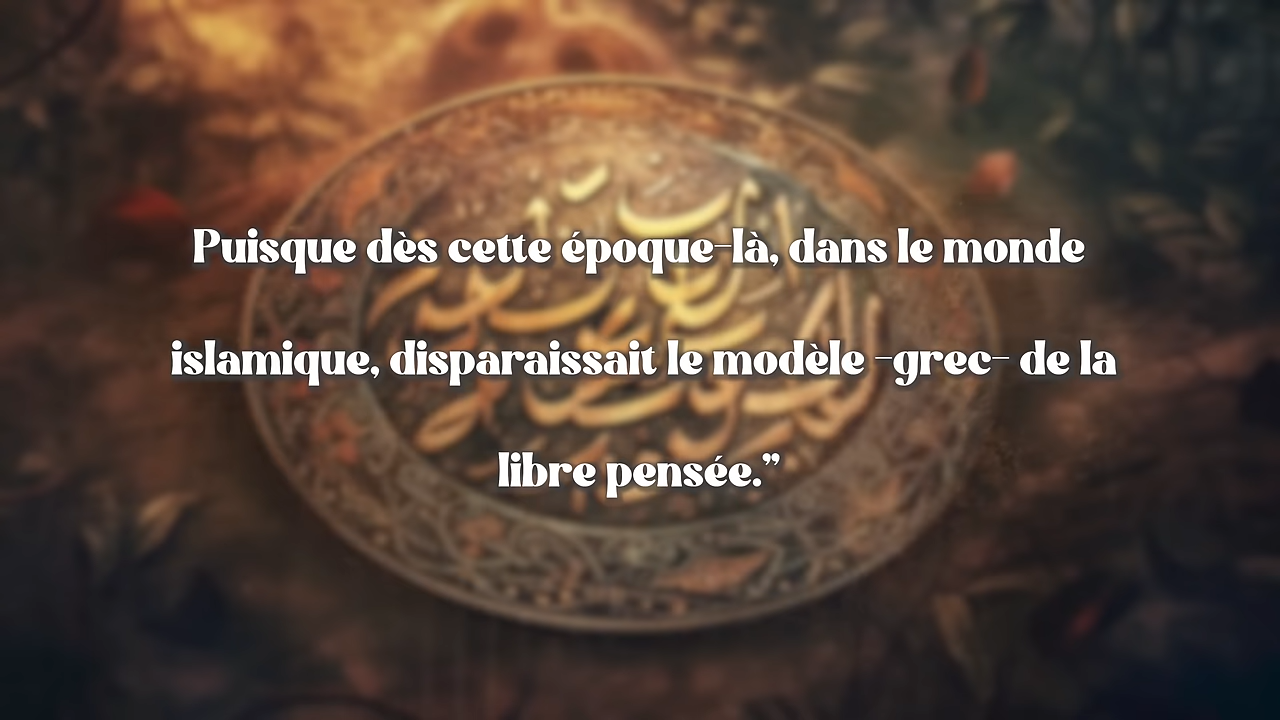 Puisque dès cette époque-là, dans le monde
islamique, disparaissait le modèle -grec- de la
libre pensée.”